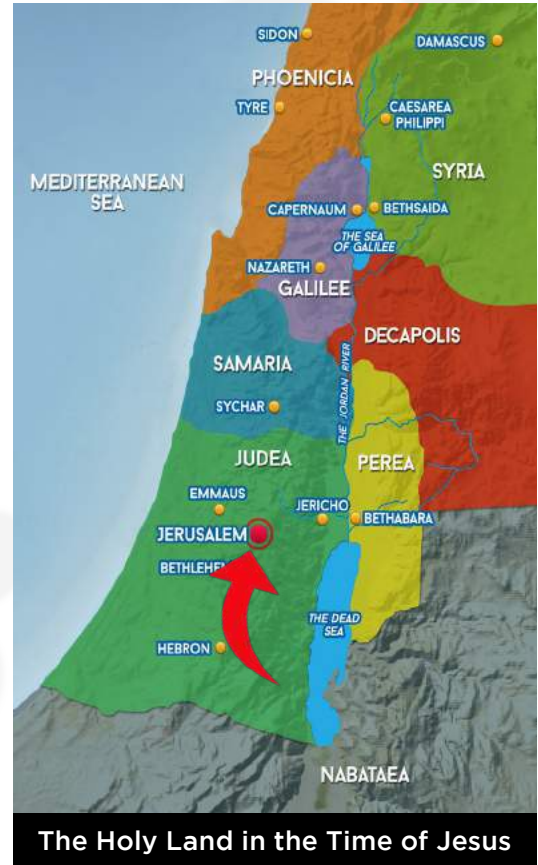 SIDON
DAMASCUS
PHOENICIA
TYRE
CAESAREA
PHILIPPI
SYRIA
MEDITERRANEAN
SEA
CAPERNAUM
BETHSAIDA
THE SEA
OF GALILEE
NAZARETH
GALILEE
DECAPOLIS
SAMARIA
THE JORDAN RIVER
SYCHAR
JUDEA
PEREA
EMMAUS
JERICHO
BETHABARA
JERUSALEM
BETHLEHEM
THE DEAD
SEA
HEBRON
NABATAEA
The Holy Land in the Time of Jesus